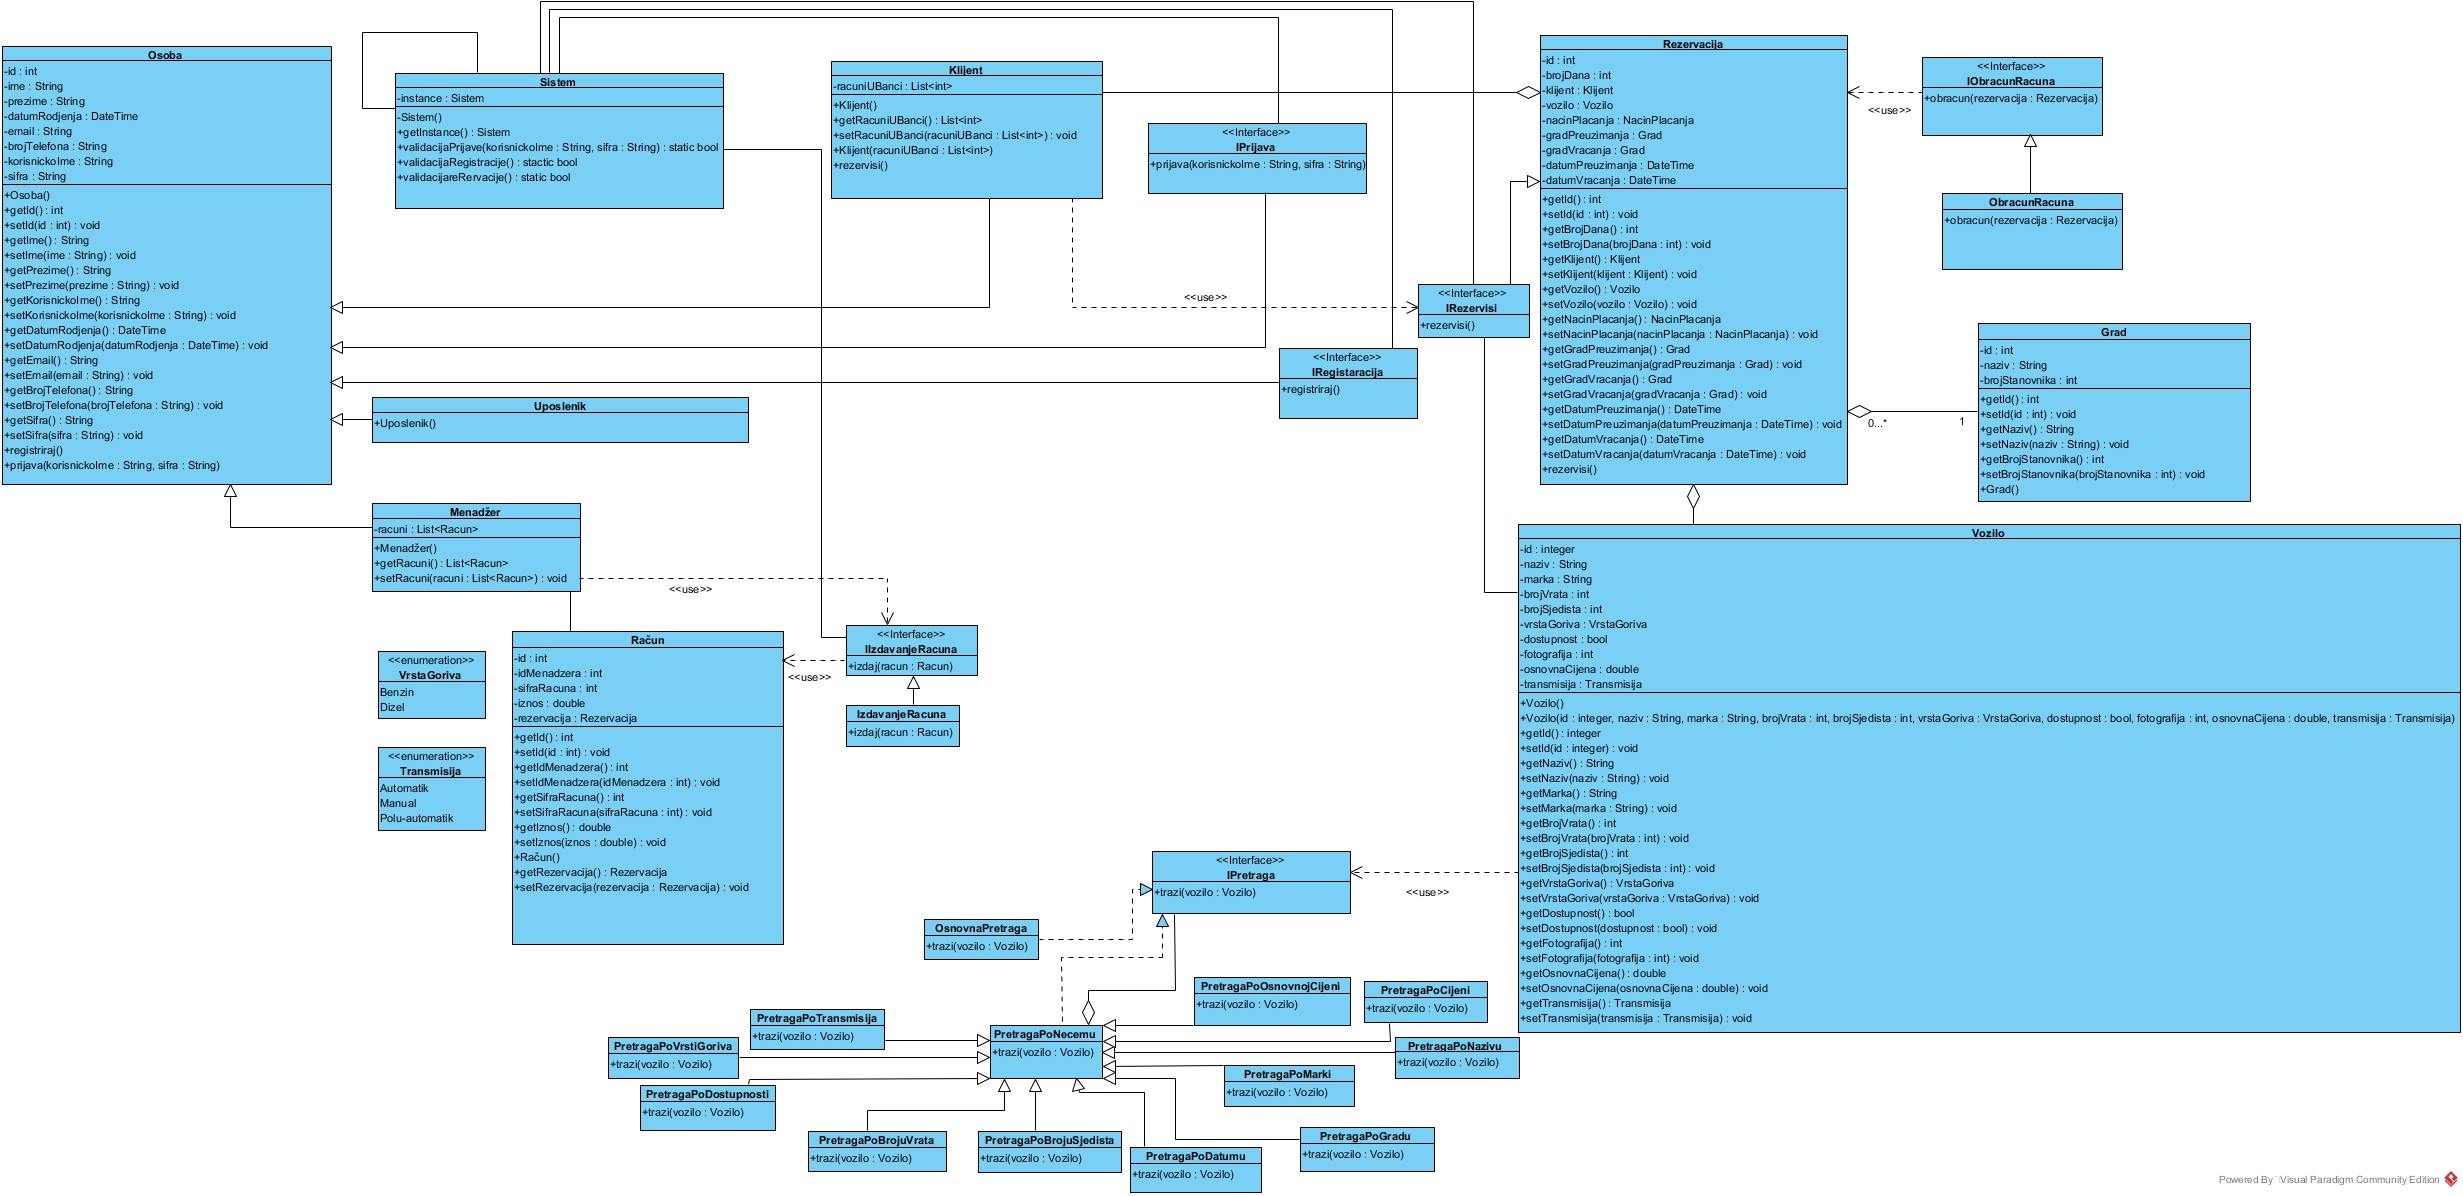 Osoba
-id : int
-ime : String
-prezime : String
-datumRodjenja : DateTime
-email : String
-brojTelefona : String
-korisnickoIme : String
-sifra : String
+Osoba()
+getId() : int
+setId(id : int) : void
+getIme() : String
+setIme(ime : String) : void
+getPrezime() : String
+setPrezime(prezime : String) : void
+getKorisnickoIme() : String
+setKorisnickoIme(korisnickoIme : String) : void
+getDatumRodjenja() : DateTime
+setDatumRodjenja(datumRodjenja : DateTime) : void
+getEmail() : String
+setEmail(email : String) : void
+getBrojTelefona() : String
+setBrojTelefona(brojTelefona : String) : void
+getSifra() : String
+setSifra(sifra : String) : void
+registriraj()
+prijava(korisnickoIme : String, sifra : String)
Sistem
-instance : Sistem
-Sistem()
+getInstance() : Sistem
+validacijaPrijave(korisnickoIme : String, sifra : String) : static bool
+validacijaRegistracije() : stactic bool
+validacijareRervacije() : static bool
Klijent
-racuniUBanci : List<int>
+Klijent()
+getRacuniUBanci() : List<int>
+setRacuniUBanci(racuniUBanci : List<int>) : void
+Klijent(racuniUBanci : List<int>)
+rezervisi()
<<Interface>>
IPrijava
+prijava(korisnickoIme : String, sifra : String)
<<use>>
<<Interface>>
IRezervisi
+rezervisi()
<<Interface>>
IRegistaracija
+registriraj()
Rezervacija
-id : int
-brojDana : int
-klijent : Klijent
-vozilo : Vozilo
-nacinPlacanja : NacinPlacanja
-gradPreuzimanja : Grad
-gradVracanja : Grad
-datumPreuzimanja : DateTime
-datumVracanja : DateTime
+getId() : int
+setId(id : int) : void
+getBrojDana() : int
+setBrojDana(brojDana : int) : void
+getKlijent() : Klijent
+setKlijent(klijent : Klijent) : void
+getVozilo() : Vozilo
+setVozilo(vozilo : Vozilo) : void
+getNacinPlacanja() : NacinPlacanja
+setNacinPlacanja(nacinPlacanja : NacinPlacanja) : void
+getGradPreuzimanja() : Grad
+setGradPreuzimanja(gradPreuzimanja : Grad) : void
+getGradVracanja() : Grad
+setGradVracanja(gradVracanja : Grad) : void
+getDatumPreuzimanja() : DateTime
+setDatumPreuzimanja(datumPreuzimanja : DateTime) : void
+getDatumVracanja() : DateTime
+setDatumVracanja(datumVracanja : DateTime) : void
+rezervisi()
<<use>>
<<Interface>>
IObracunRacuna
+obracun(rezervacija : Rezervacija)
ObracunRacuna
+obracun(rezervacija : Rezervacija)
0...*
1
Grad
-id : int
-naziv : String
-brojStanovnika : int
+getId() : int
+setId(id : int) : void
+getNaziv() : String
+setNaziv(naziv : String) : void
+getBrojStanovnika() : int
+setBrojStanovnika(brojStanovnika : int) : void
+Grad()
Uposlenik
+Uposlenik()
Menadžer
-racuni : List<Racun>
+Menadžer()
+getRacuni() : List<Racun>
+setRacuni(racuni : List<Racun>) : void
<<use>>
<<enumeration>>
VrstaGoriva
Benzin
Dizel
<<enumeration>>
Transmisija
Automatik
Manual
Polu-automatik
Račun
-id : int
-idMenadzera : int
-sifraRacuna : int
-iznos : double
-rezervacija : Rezervacija
+getId() : int
+setId(id : int) : void
+getIdMenadzera() : int
+setIdMenadzera(idMenadzera : int) : void
+getSifraRacuna() : int
+setSifraRacuna(sifraRacuna : int) : void
+getIznos() : double
+setIznos(iznos : double) : void
+Račun()
+getRezervacija() : Rezervacija
+setRezervacija(rezervacija : Rezervacija) : void
<<use>>
<<Interface>>
IIzdavanjeRacuna
+izdaj(racun : Racun)
IzdavanjeRacuna
+izdaj(racun : Racun)
Vozilo
-id : integer
-naziv : String
-marka : String
-brojVrata : int
-brojSjedista : int
-vrstaGoriva : VrstaGoriva
-dostupnost : bool
-fotografija : int
-osnovnaCijena : double
-transmisija : Transmisija
+Vozilo()
+Vozilo(id : integer, naziv : String, marka : String, brojVrata : int, brojSjedista : int, vrstaGoriva : VrstaGoriva, dostupnost : bool, fotografija : int, osnovnaCijena : double, transmisija : Transmisija)
+getId() : integer
+setId(id : integer) : void
+getNaziv() : String
+setNaziv(naziv : String) : void
+getMarka() : String
+setMarka(marka : String) : void
+getBrojVrata() : int
+setBrojVrata(brojVrata : int) : void
+getBrojSjedista() : int
+setBrojSjedista(brojSjedista : int) : void
+getVrstaGoriva() : VrstaGoriva
+setVrstaGoriva(vrstaGoriva : VrstaGoriva) : void
+getDostupnost() : bool
+setDostupnost(dostupnost : bool) : void
+getFotografija() : int
+setFotografija(fotografija : int) : void
+getOsnovnaCijena() : double
+setOsnovnaCijena(osnovnaCijena : double) : void
+getTransmisija() : Transmisija
+setTransmisija(transmisija : Transmisija) : void
<<Interface>>
IPretraga
+trazi(vozilo : Vozilo)
<<use>>
OsnovnaPretraga
+trazi(vozilo : Vozilo)
PretragaPoOsnovnojCijeni
+trazi(vozilo : Vozilo)
PretragaPoCijeni
+trazi(vozilo : Vozilo)
PretragaPoTransmisija
+trazi(vozilo : Vozilo)
PretragaPoNecemu
+trazi(vozilo : Vozilo)
PretragaPoVrstiGoriva
+trazi(vozilo : Vozilo)
PretragaPoNazivu
+trazi(vozilo : Vozilo)
PretragaPoMarki
+trazi(vozilo : Vozilo)
PretragaPoDostupnosti
+trazi(vozilo : Vozilo)
PretragaPoBrojuVrata
+trazi(vozilo : Vozilo)
PretragaPoBrojuSjedista
+trazi(vozilo : Vozilo)
PretragaPoDatumu
+trazi(vozilo : Vozilo)
PretragaPoGradu
+trazi(vozilo : Vozilo)
Powered By Visual Paradigm Community Edition